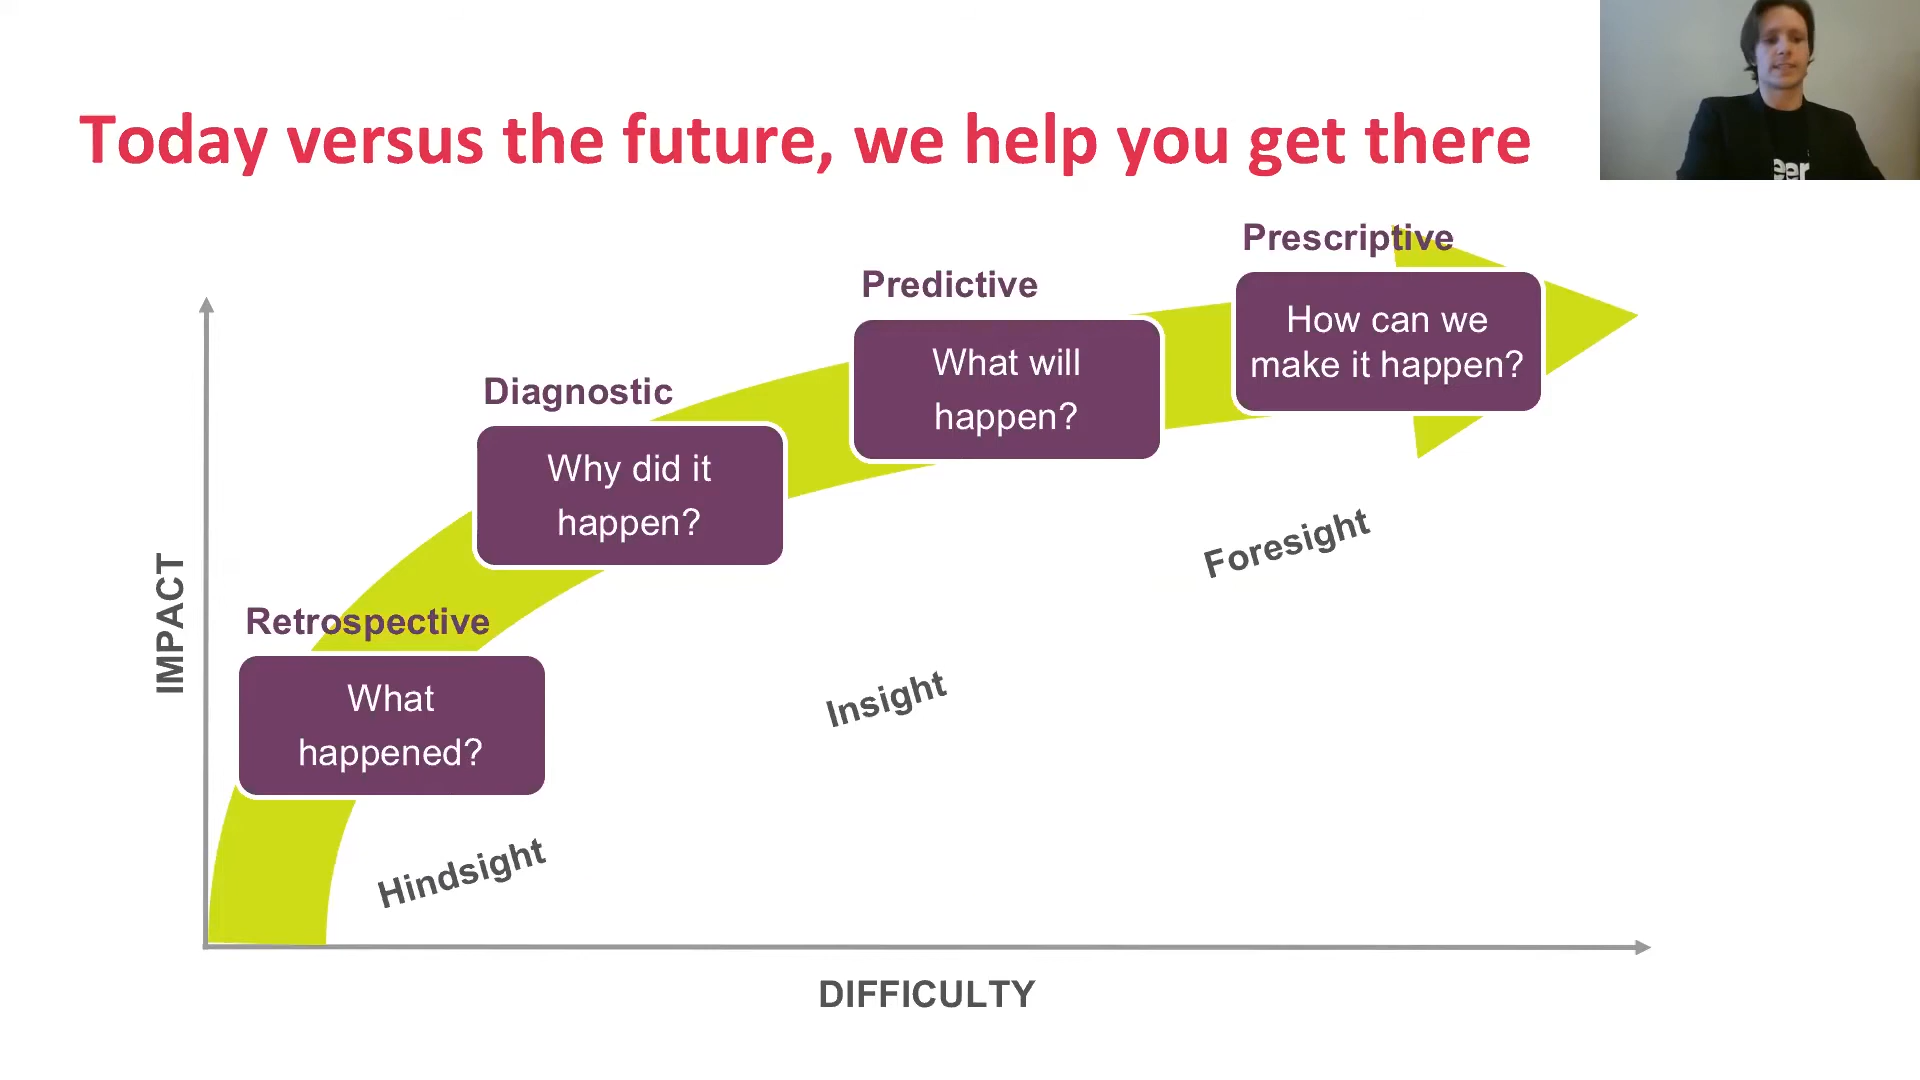 Today versus the future, we help you get there
Prescriptive
How can we
make it happen?
Predictive
What will
happen?
Diagnostic
Why did it
happen?
Retrospective
What
happened?
Hindsight
Insight
Foresight
IMPACT
DIFFICULTY